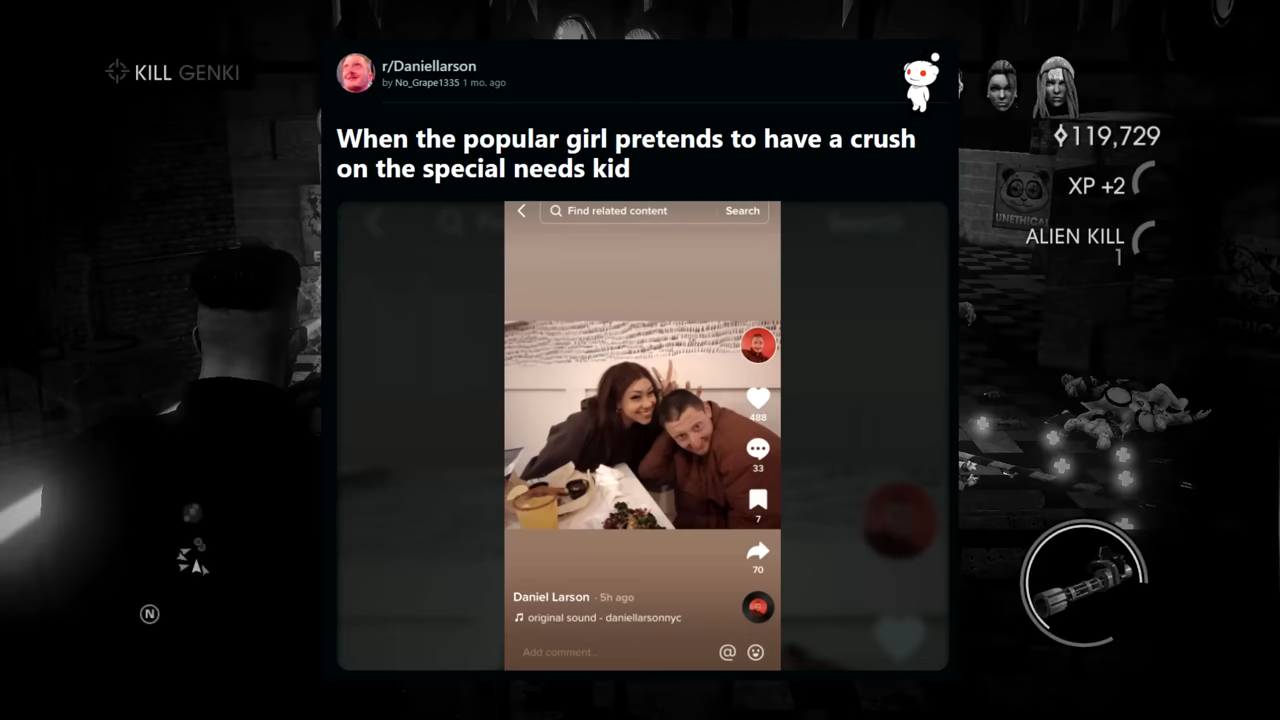 KILL GENKI
r/Daniellarson
by No_Grape1335 1 mo. ago
When the popular girl pretends to have a crush
on the special needs kid
Find related content Search
488
33
7
70
Daniel Larson · 5h ago
original sound - daniellarsonnyc
Add comment...
119,729
XP +2
UNETHICAL
ALIEN KILL
1
N